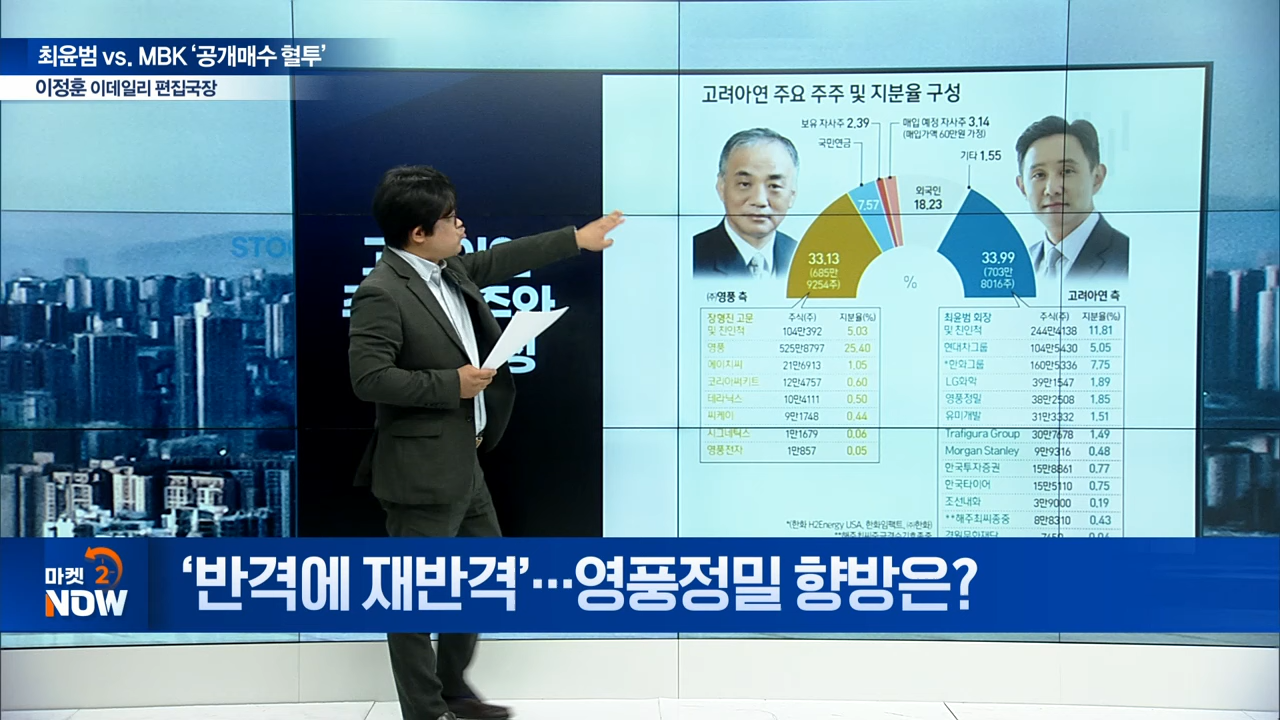 최윤범 vs. MBK ‘공개매수 혈투’
이정훈 이데일리 편집국장
STO
고려아연 주요 주주 및 지분율 구성
보유 자사주 2.39
매입 예정 자사주 3.14
(매입가액 60만원 가정)
국민연금
기타 1.55
7.57
외국인
18.23
33.13
(685만
9254주)
33.99
(703만
8016주)
%
㈜영풍 측
고려아연 측
장형진 고문 주식(주) 지분율(%)
및 친인척 104만392 5.03
영풍 525만8797 25.40
에이치씨 21만6913 1.05
코리아써키트 12만4757 0.60
테라닉스 10만4111 0.50
씨케이 9만1748 0.44
시그네틱스 1만1679 0.06
영풍전자 1만857 0.05
최윤범 회장 주식(주) 지분율(%)
및 친인척 244만4138 11.81
현대차그룹 104만5430 5.05
*한화그룹 160만5336 7.75
LG화학 39만1547 1.89
영풍정밀 38만2508 1.85
유미개발 31만3332 1.51
Trafigura Group 30만7678 1.49
Morgan Stanley 9만9316 0.48
한국투자증권 15만8861 0.77
한국타이어 15만5110 0.75
조선내화 3만9000 0.19
**해주최씨종중 8만8310 0.43
*(한화 H2Energy USA, 한화임팩트, ㈜한화)
마켓 2
NOW
‘반격에 재반격’…영풍정밀 향방은?